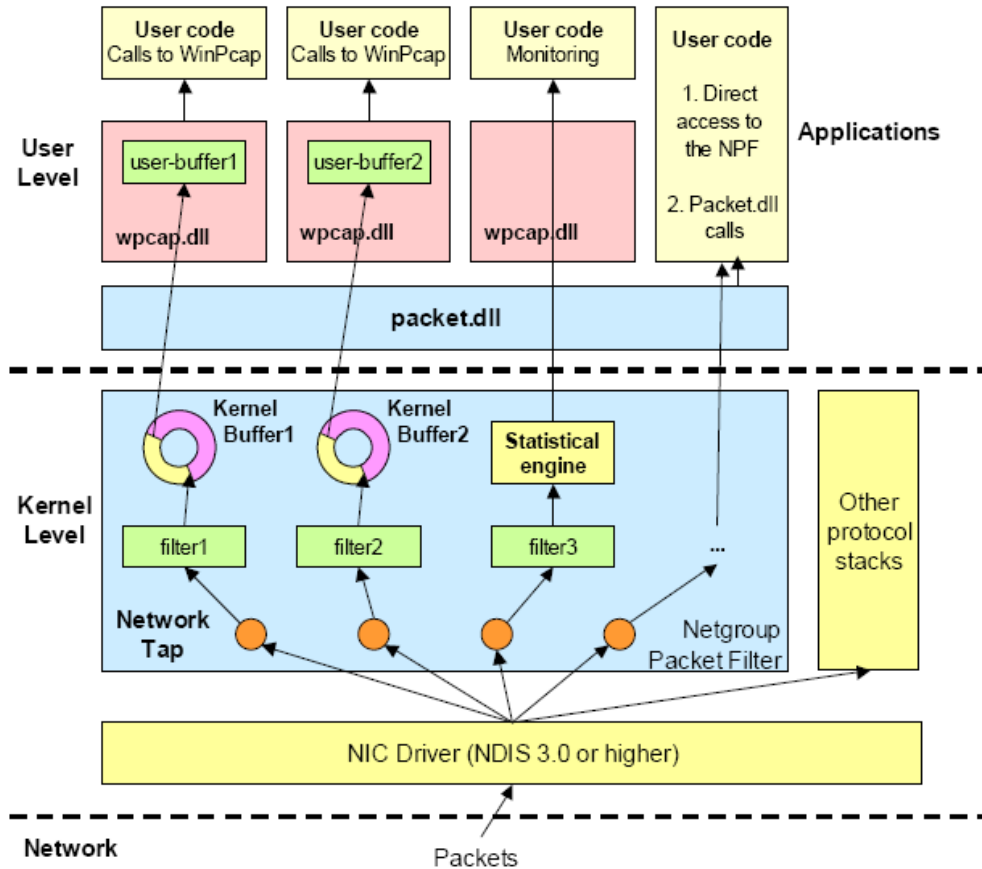 User code
Calls to WinPcap
User code
Calls to WinPcap
User code
Monitoring
User code
1. Direct
access to
the NPF
2. Packet.dll
calls
Applications
User
Level
user-buffer1
wpcap.dll
user-buffer2
wpcap.dll
wpcap.dll
packet.dll
Kernel
Level
Kernel
Buffer1
Kernel
Buffer2
Statistical
engine
filter1
filter2
filter3
...
Other
protocol
stacks
Network
Tap
Netgroup
Packet Filter
NIC Driver (NDIS 3.0 or higher)
Network
Packets